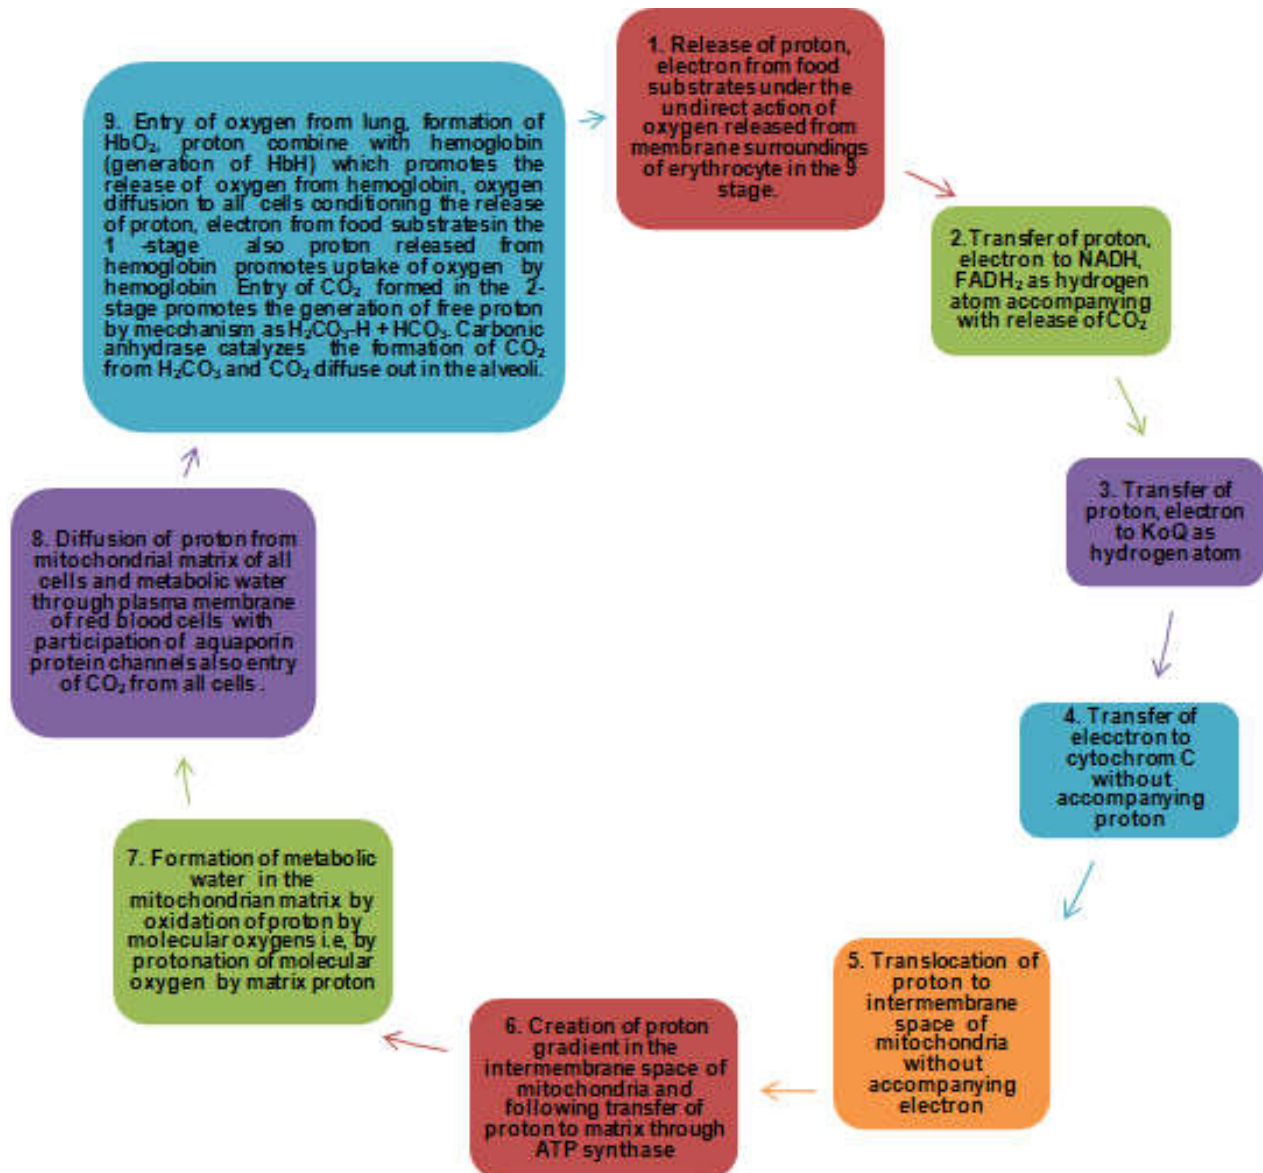 1. Release of proton,
electron from food
substrates under the
undirect action of
oxygen released from
membrane surroundings
of erythrocyte in the 9
stage.
2.Transfer of proton,
electron to NADH,
FADH₂ as hydrogen
atom accompanying
with release of CO₂
3. Transfer of
proton, electron
to KoQ as
hydrogen atom
4. Transfer of
elecctron to
cytochrom C
without
accompanying
proton
5. Translocation of
proton to
intermembrane
space of
mitochondria
without
accompanying
electron
6. Creation of proton
gradient in the
intermembrane space of
mitochondria and
following transfer of
proton to matrix through
ATP synthase
7. Formation of metabolic
water in the
mitochondrian matrix by
oxidation of proton by
molecular oxygens i.e, by
protonation of molecular
oxygen by matrix proton
8. Diffusion of proton from
mitochondrial matrix of all
cells and metabolic water
through plasma membrane
of red blood cells with
participation of aquaporin
protein channels also entry
of CO₂ from all cells .
9. Entry of oxygen from lung, formation of
HbO₂, proton combine with hemoglobin
(generation of HbH) which promotes the
release of oxygen from hemoglobin, oxygen
diffusion to all cells conditioning the release
of proton, electron from food substratesin the
1 -stage also proton released from
hemoglobin promotes uptake of oxygen by
hemoglobin Entry of CO₂ formed in the 2-
stage promotes the generation of free proton
by mecchanism as H₂CO₃-H + HCO₃. Carbonic
anhydrase catalyzes the formation of CO₂
from H₂CO₃ and CO₂ diffuse out in the alveoli.